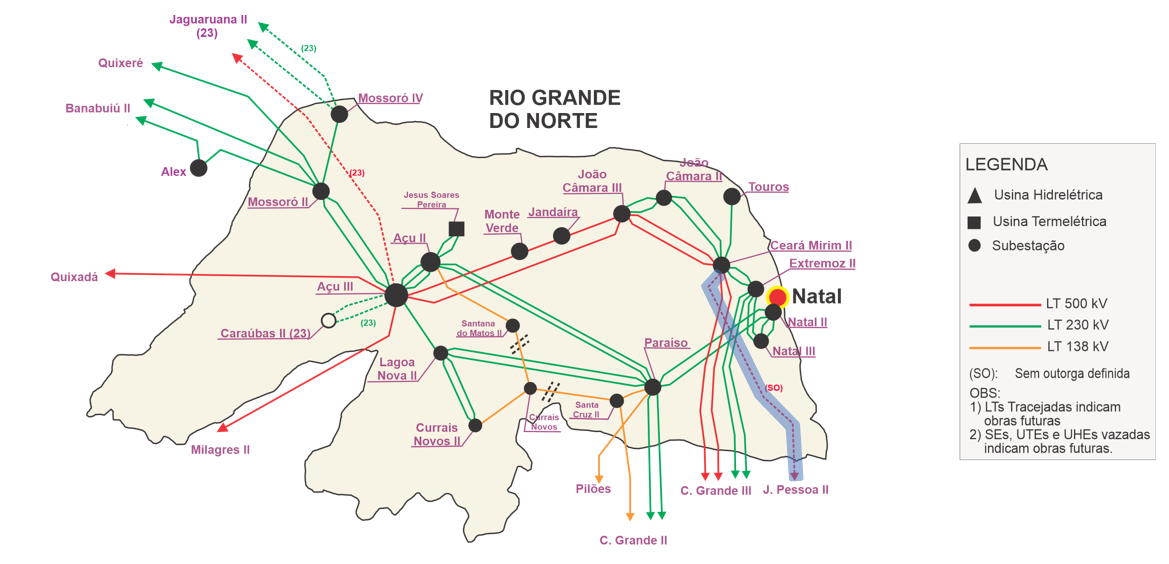 Jaguaruana II
(23)
(23)
Quixeré
Mossoró IV
Banabuiú II
RIO GRANDE
DO NORTE
Alex
(23)
Mossoró II
João
Câmara II
João
Câmara III
Touros
Jesus Soares
Pereira
Monte
Verde
Jandaíra
Açu II
Ceará Mirim II
Extremoz II
Quixadá
Açu III
Natal
Caraúbas II (23)
(23)
Santana
do Matos II
Natal II
Natal III
Paraíso
Lagoa
Nova II
(SO)
Santa
Cruz II
Currais
Novos
Currais
Novos II
Milagres II
Pilões
C. Grande III
J. Pessoa II
C. Grande II
LEGENDA
Usina Hidrelétrica
Usina Termelétrica
Subestação
LT 500 kV
LT 230 kV
LT 138 kV
(SO): Sem outorga definida
OBS:
1) LTs Tracejadas indicam
obras futuras
2) SEs, UTEs e UHEs vazadas
indicam obras futuras.